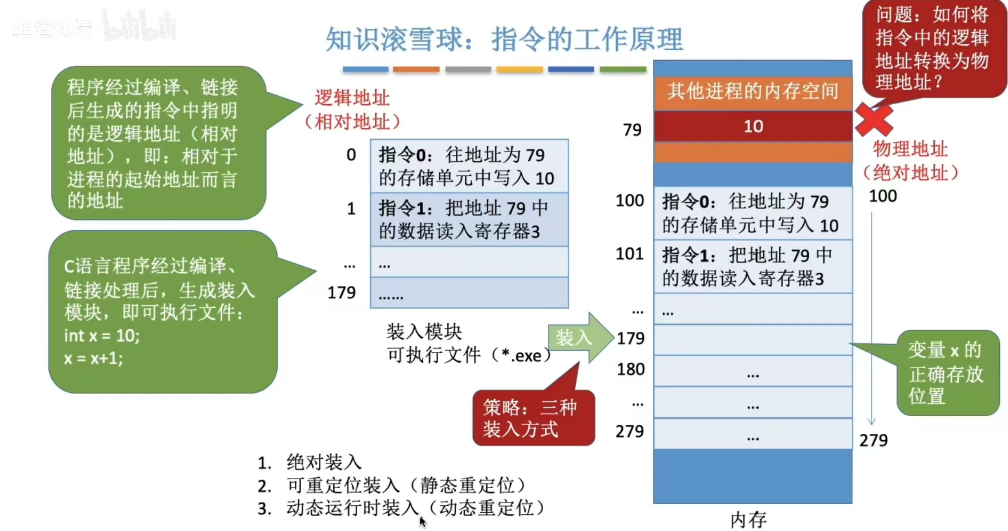 知识滚雪球：指令的工作原理
问题：如何将
指令中的逻辑
地址转换为物
理地址？
程序经过编译、链接
后生成的指令中指明
的是逻辑地址（相对
地址），即：相对于
进程的起始地址而言
的地址
逻辑地址
（相对地址）
0
指令0：往地址为 79
的存储单元中写入 10
1
指令1：把地址 79 中
的数据读入寄存器3
...
...
179
......
C语言程序经过编译、
链接处理后，生成装入
模块，即可执行文件：
int x = 10;
x = x+1;
装入模块
可执行文件（*.exe）
装入
策略：三种
装入方式
其他进程的内存空间
79
10
物理地址
（绝对地址）
100
100
指令0：往地址为 79
的存储单元中写入 10
101
指令1：把地址 79 中
的数据读入寄存器3
...
...
179
180
...
...
...
279
...
279
变量 x 的
正确存放
位置
内存
1. 绝对装入
2. 可重定位装入（静态重定位）
3. 动态运行时装入（动态重定位）
bilibili